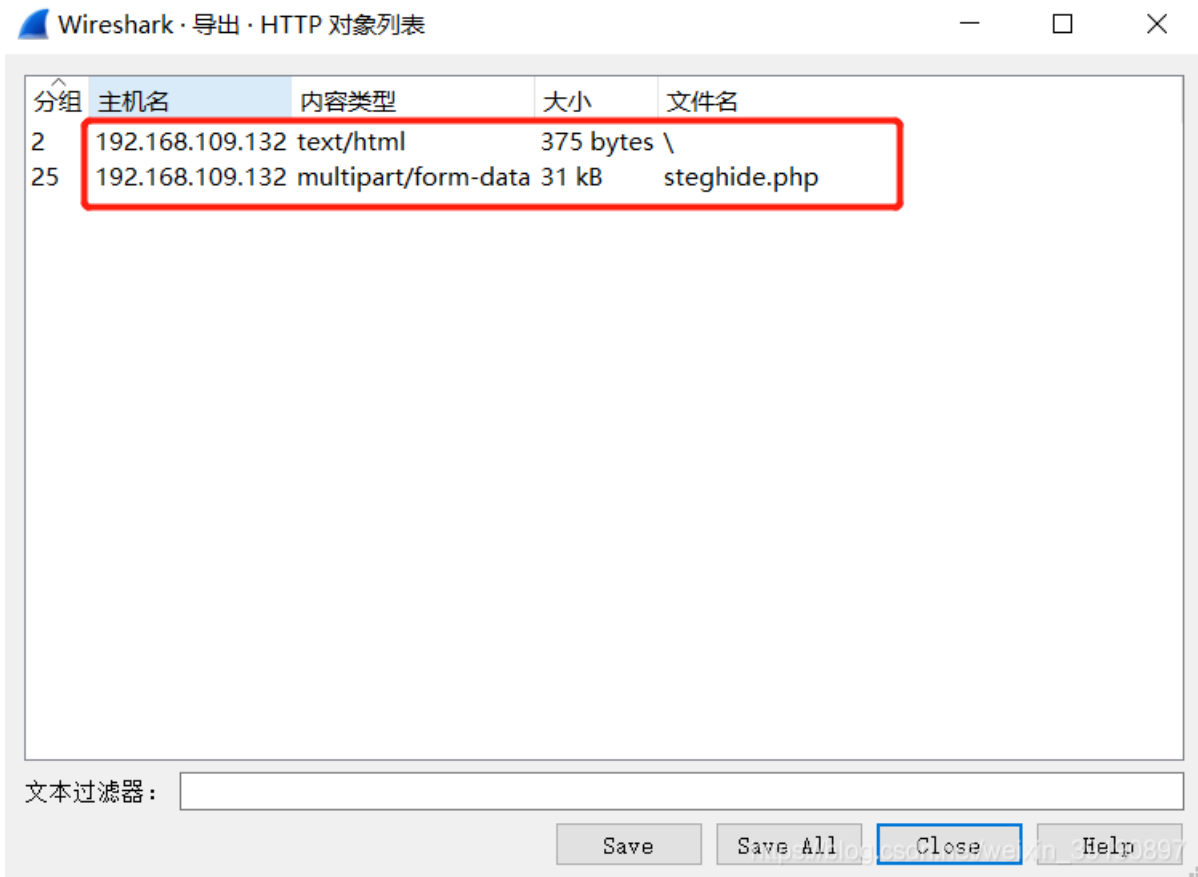 Wireshark · 导出 · HTTP 对象列表
分组 主机名 内容类型 大小 文件名
2 192.168.109.132 text/html 375 bytes \
25 192.168.109.132 multipart/form-data 31 kB steghide.php
文本过滤器：
Save Save All Close Help